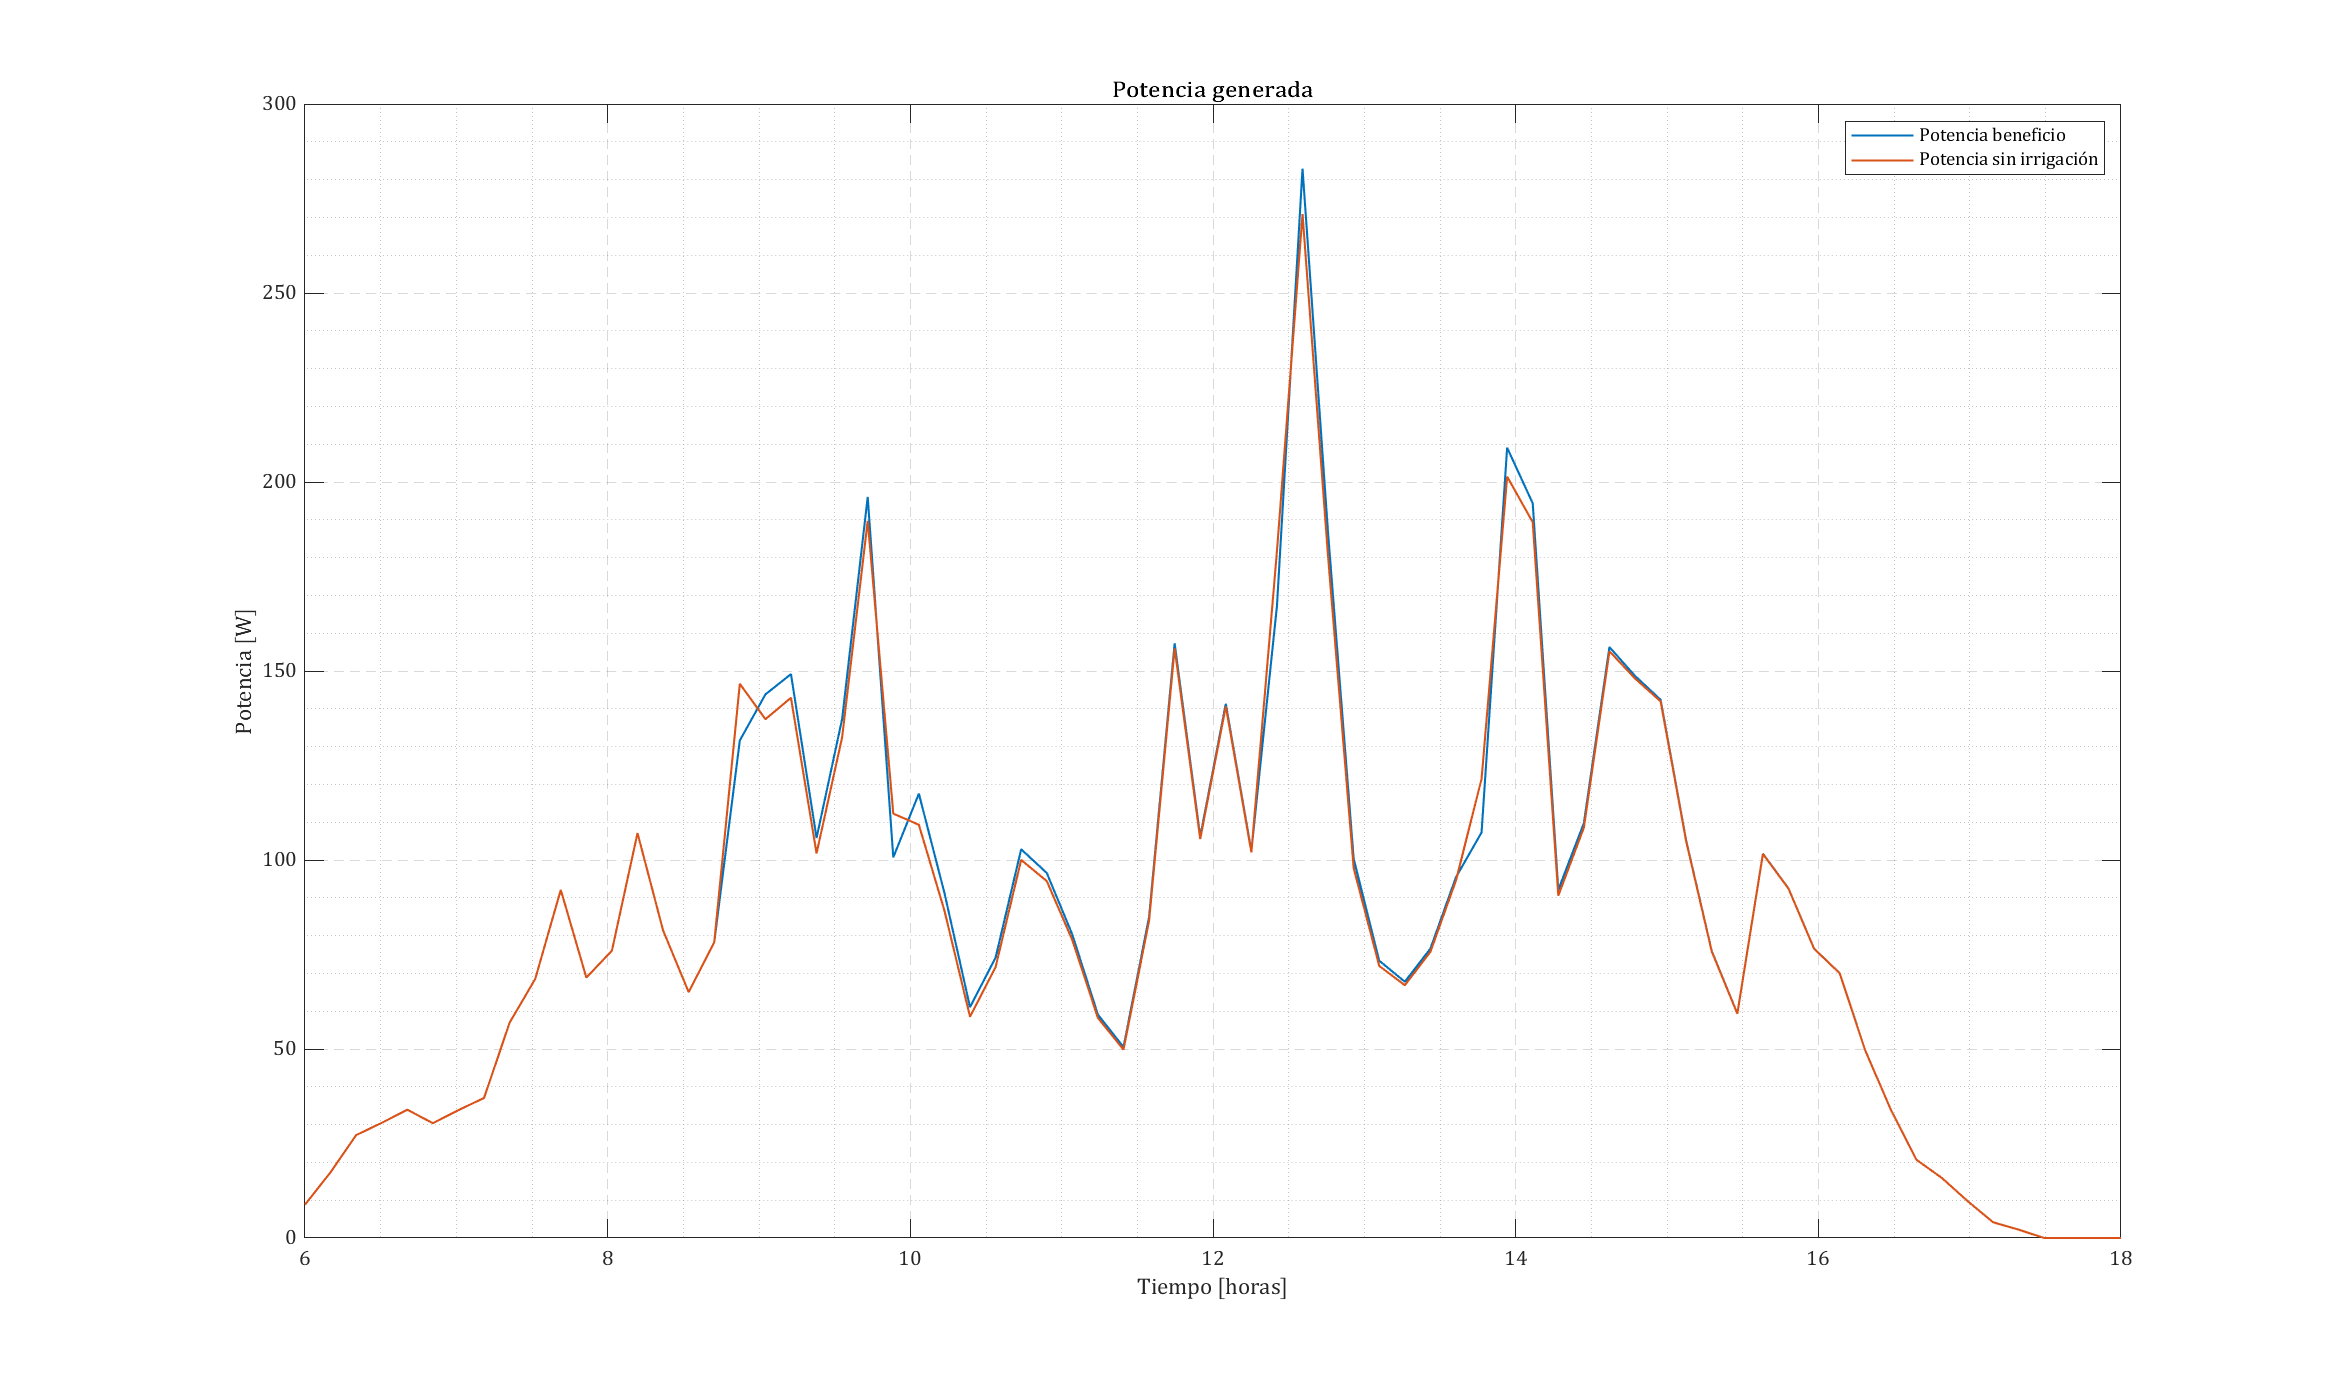 Potencia generada
300
250
200
150
100
50
0
Potencia [W]
Potencia beneficio
Potencia sin irrigación
6 8 10 12 14 16 18
Tiempo [horas]